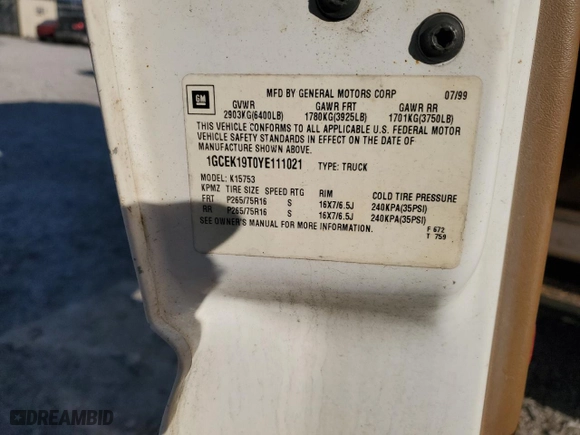 GM
MFD BY GENERAL MOTORS CORP 07/99
GVWR GAWR FRT GAWR RR
2903KG(6400LB) 1780KG(3925LB) 1701KG(3750LB)
THIS VEHICLE CONFORMS TO ALL APPLICABLE U.S. FEDERAL MOTOR
VEHICLE SAFETY STANDARDS IN EFFECT ON THE DATE OF
MANUFACTURE SHOWN ABOVE.
1GCEK19T0YE111021 TYPE: TRUCK
MODEL: K15753
KPMZ TIRE SIZE SPEED RTG RIM COLD TIRE PRESSURE
FRT P265/75R16 S 16X7/6.5J 240KPA(35PSI)
RR P265/75R16 S 16X7/6.5J 240KPA(35PSI)
SEE OWNER'S MANUAL FOR MORE INFORMATION.
F 672
T 759
DREAMBID